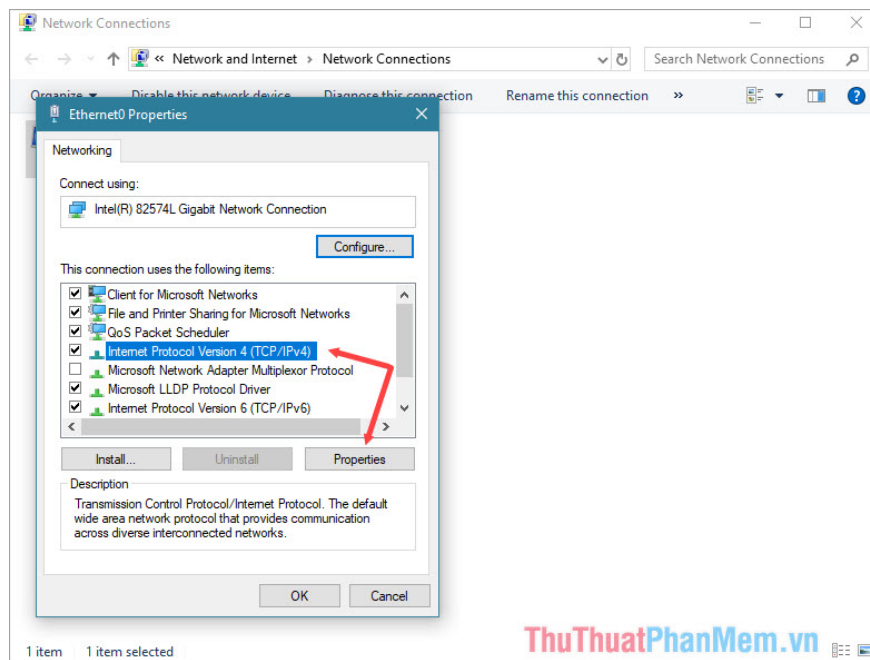 Network Connections
« Network and Internet › Network Connections
Search Network Connections
Organize Disable this network device Diagnose this connection Rename this connection »
Ethernet0 Properties
Networking
Connect using:
Intel(R) 82574L Gigabit Network Connection
Configure...
This connection uses the following items:
Client for Microsoft Networks
File and Printer Sharing for Microsoft Networks
QoS Packet Scheduler
Internet Protocol Version 4 (TCP/IPv4)
Microsoft Network Adapter Multiplexor Protocol
Microsoft LLDP Protocol Driver
Internet Protocol Version 6 (TCP/IPv6)
Install... Uninstall Properties
Description
Transmission Control Protocol/Internet Protocol. The default
wide area network protocol that provides communication
across diverse interconnected networks.
OK Cancel
ThuThuatPhanMem.vn
1 item 1 item selected